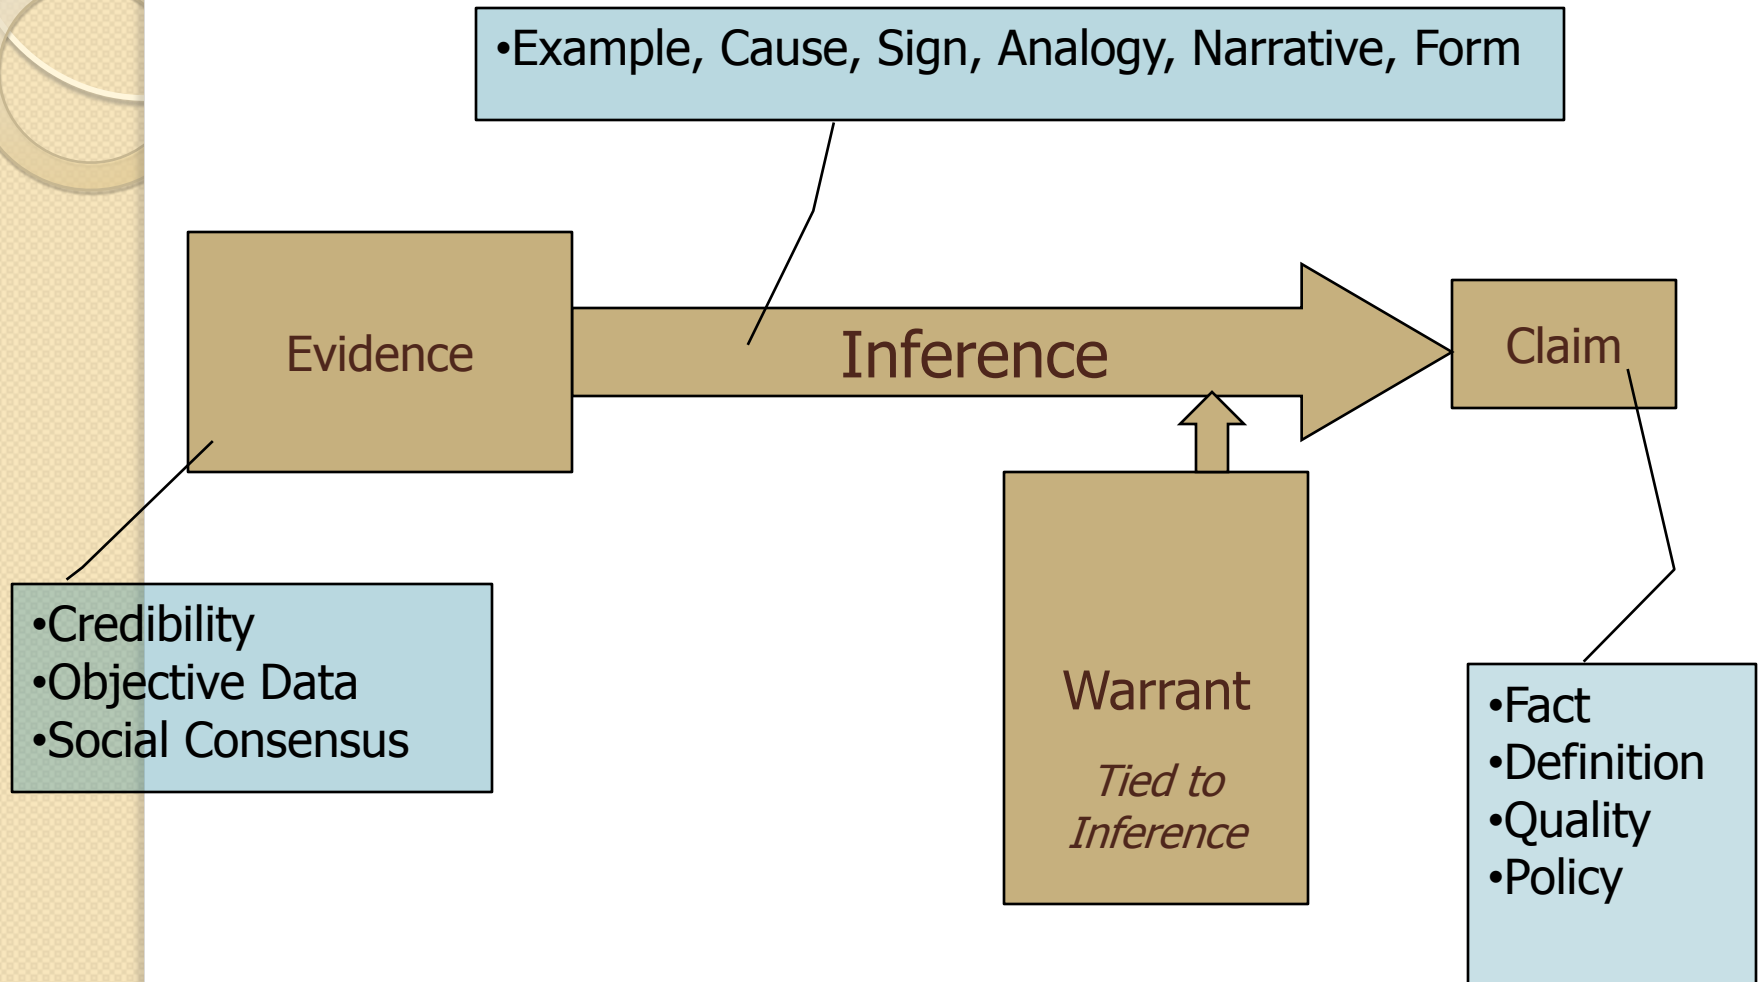 •Example, Cause, Sign, Analogy, Narrative, Form
Evidence
Inference
Claim
•Credibility
•Objective Data
•Social Consensus
Warrant
Tied to
Inference
•Fact
•Definition
•Quality
•Policy